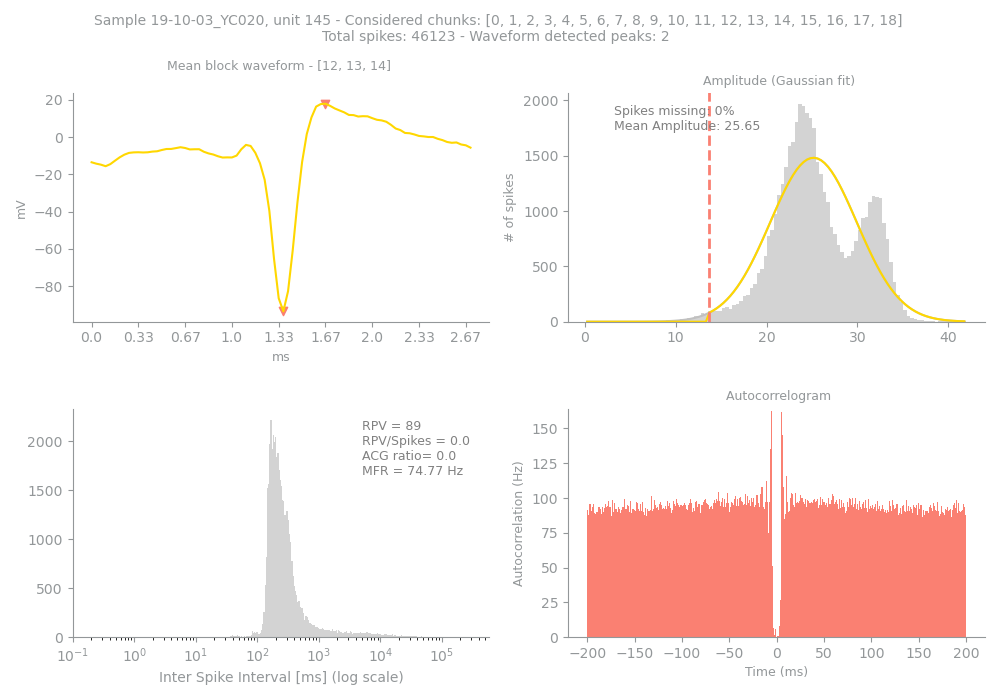 Sample 19-10-03_YC020, unit 145 - Considered chunks: [0, 1, 2, 3, 4, 5, 6, 7, 8, 9, 10, 11, 12, 13, 14, 15, 16, 17, 18]
Total spikes: 46123 - Waveform detected peaks: 2
Mean block waveform - [12, 13, 14]
20
0
−20
−40
−60
−80
mV
0.0 0.33 0.67 1.0 1.33 1.67 2.0 2.33 2.67
ms
Amplitude (Gaussian fit)
Spikes missing: 0%
Mean Amplitude: 25.65
2000
1500
1000
500
0
# of spikes
0 10 20 30 40
RPV = 89
RPV/Spikes = 0.0
ACG ratio= 0.0
MFR = 74.77 Hz
2000
1500
1000
500
0
10⁻¹ 10⁰ 10¹ 10² 10³ 10⁴ 10⁵
Inter Spike Interval [ms] (log scale)
Autocorrelogram
150
125
100
75
50
25
0
Autocorrelation (Hz)
−200 −150 −100 −50 0 50 100 150 200
Time (ms)